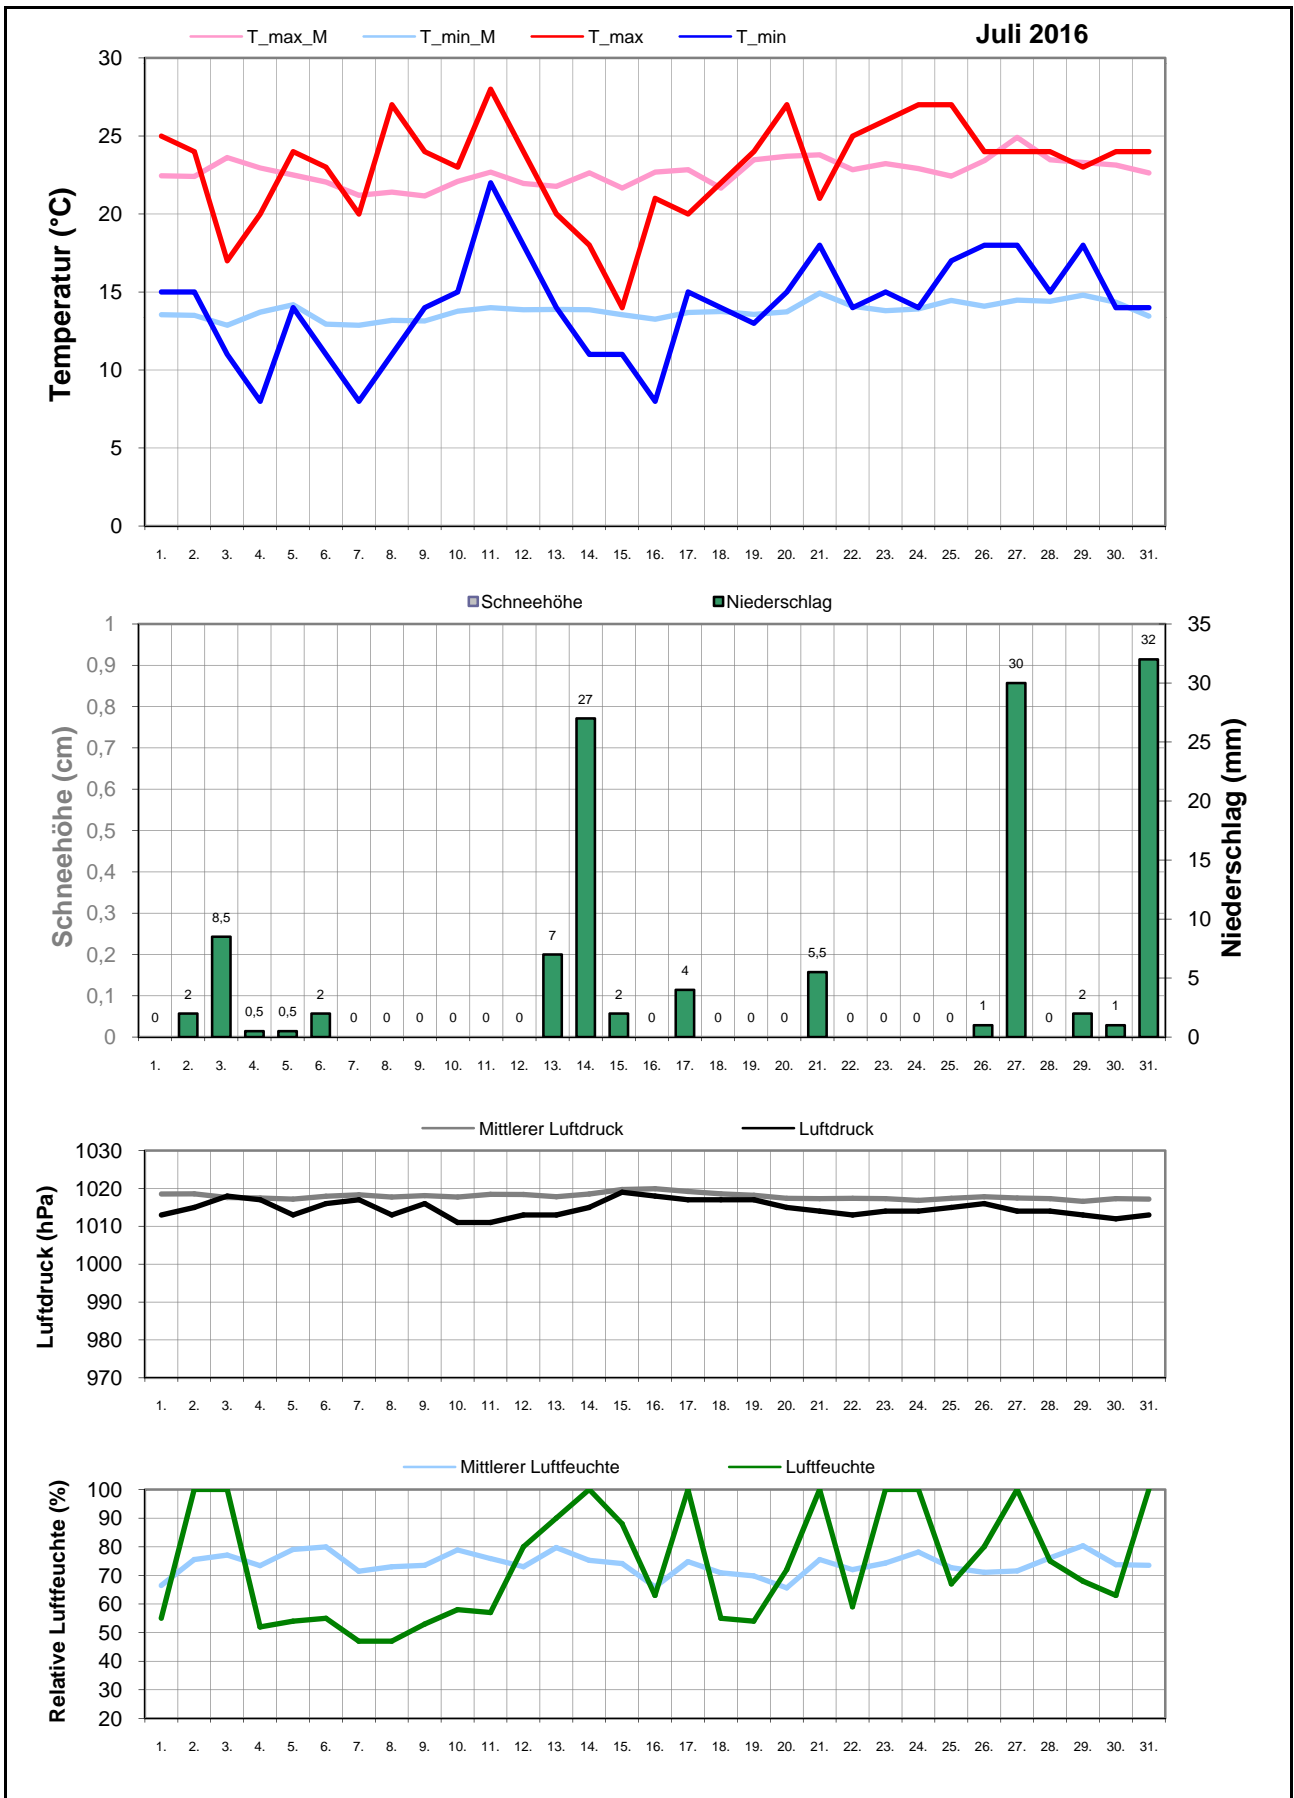 Juli 2016
T_max_M T_min_M T_max T_min
Temperatur (°C)
30
25
20
15
10
5
0
1. 2. 3. 4. 5. 6. 7. 8. 9. 10. 11. 12. 13. 14. 15. 16. 17. 18. 19. 20. 21. 22. 23. 24. 25. 26. 27. 28. 29. 30. 31.
Schneehöhe Niederschlag
Schneehöhe (cm)
1
0,9
0,8
0,7
0,6
0,5
0,4
0,3
0,2
0,1
0
0 2 8,5 0,5 0,5 2 0 0 0 0 0 0 7 27 2 0 4 0 0 0 5,5 0 0 0 0 1 30 0 2 1 32
35
30
25
20
15
10
5
0
Niederschlag (mm)
1. 2. 3. 4. 5. 6. 7. 8. 9. 10. 11. 12. 13. 14. 15. 16. 17. 18. 19. 20. 21. 22. 23. 24. 25. 26. 27. 28. 29. 30. 31.
Mittlerer Luftdruck Luftdruck
Luftdruck (hPa)
1030
1020
1010
1000
990
980
970
1. 2. 3. 4. 5. 6. 7. 8. 9. 10. 11. 12. 13. 14. 15. 16. 17. 18. 19. 20. 21. 22. 23. 24. 25. 26. 27. 28. 29. 30. 31.
Mittlerer Luftfeuchte Luftfeuchte
Relative Luftfeuchte (%)
100
90
80
70
60
50
40
30
20
1. 2. 3. 4. 5. 6. 7. 8. 9. 10. 11. 12. 13. 14. 15. 16. 17. 18. 19. 20. 21. 22. 23. 24. 25. 26. 27. 28. 29. 30. 31.